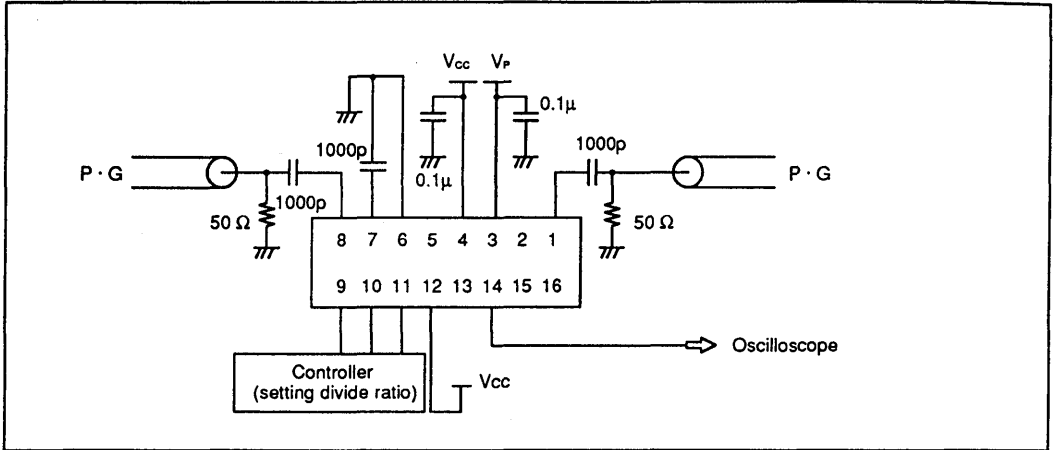 Vcc VP
0.1µ
1000p 1000p
P · G P · G
0.1µ
1000p
50 Ω 50 Ω
8 7 6 5 4 3 2 1
9 10 11 12 13 14 15 16
Oscilloscope
Controller
(setting divide ratio)
Vcc